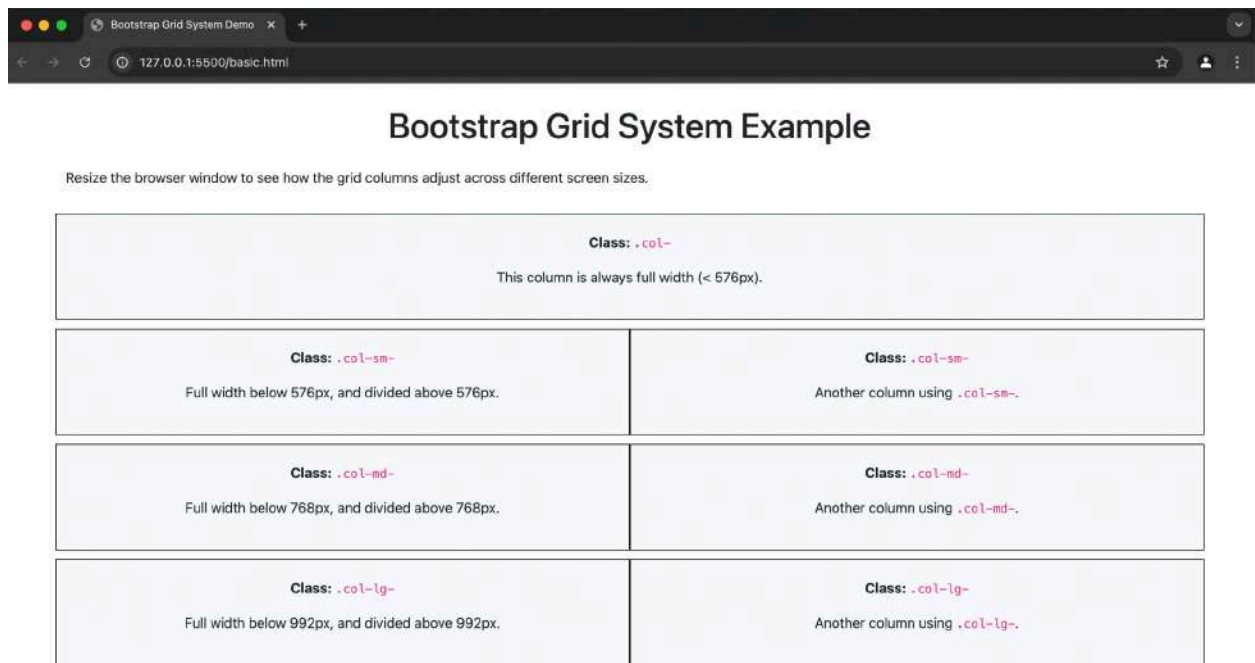 Bootstrap Grid System Demo
127.0.0.1:5500/basic.html
Bootstrap Grid System Example
Resize the browser window to see how the grid columns adjust across different screen sizes.
Class: .col-
This column is always full width (< 576px).
Class: .col-sm-
Full width below 576px, and divided above 576px.
Class: .col-sm-
Another column using .col-sm-.
Class: .col-md-
Full width below 768px, and divided above 768px.
Class: .col-md-
Another column using .col-md-.
Class: .col-lg-
Full width below 992px, and divided above 992px.
Class: .col-lg-
Another column using .col-lg-.